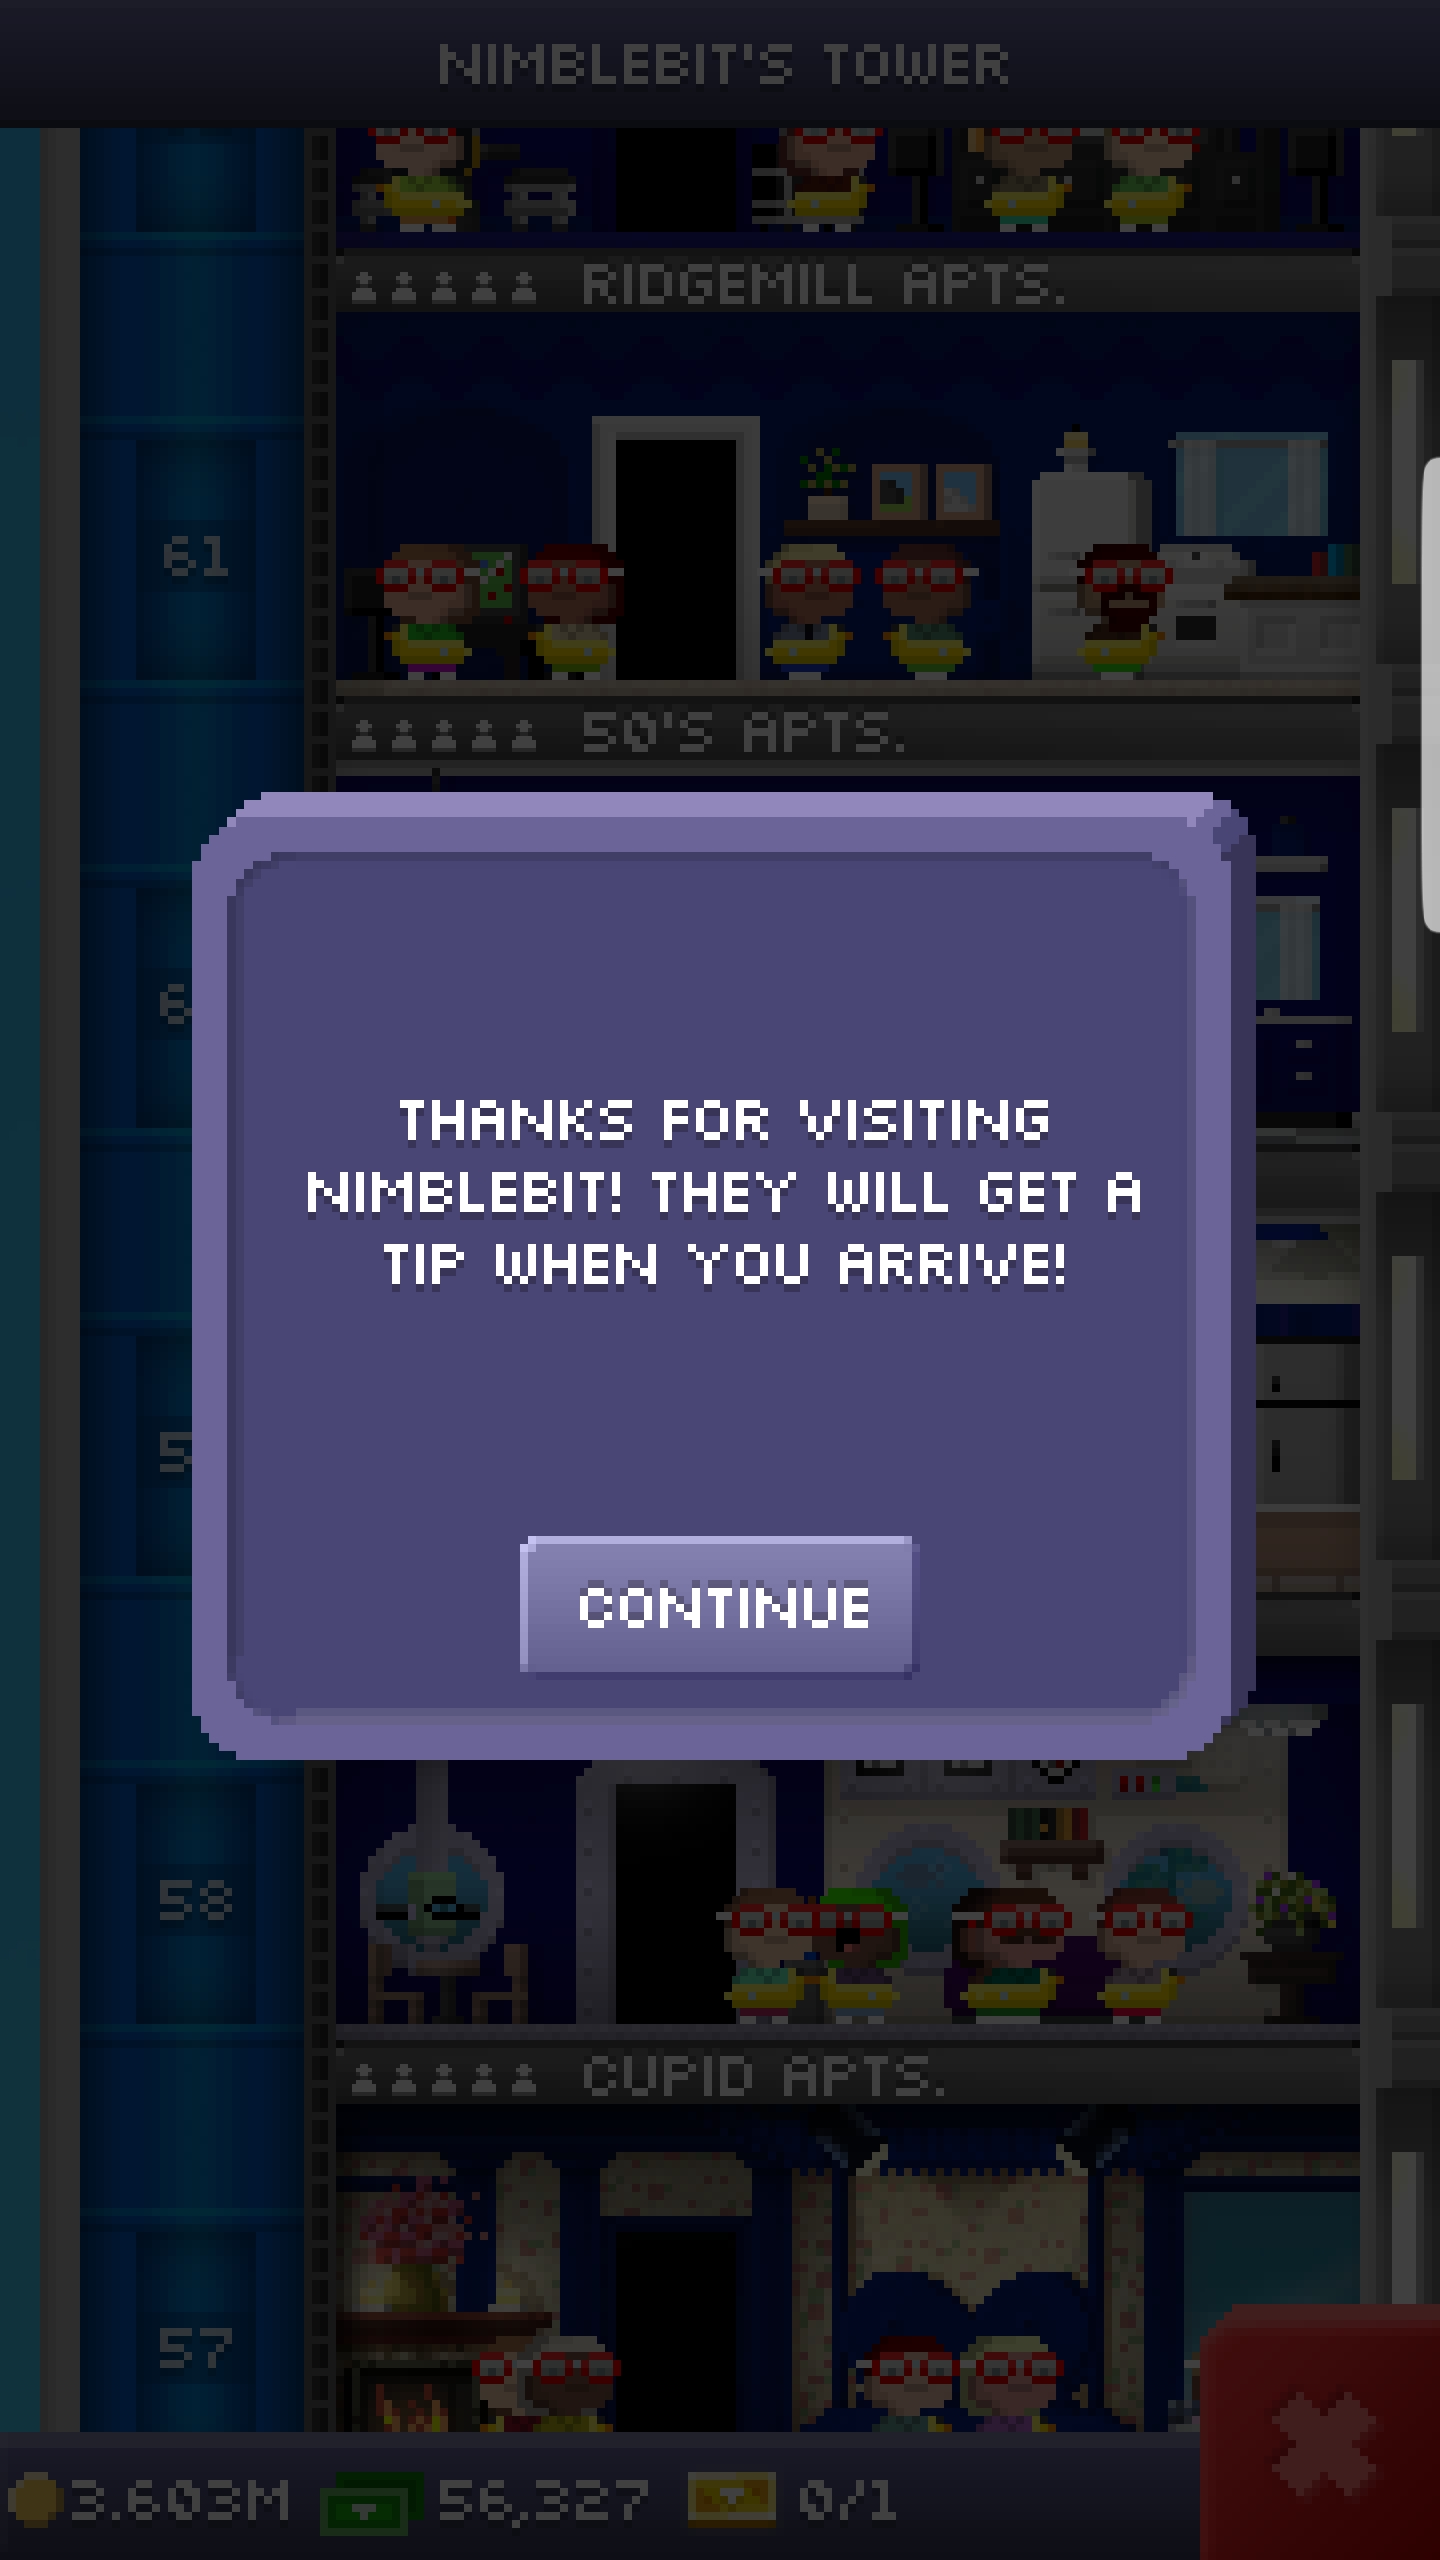 NIMBLEBIT'S TOWER
RIDGEMILL APTS.
61
50'S APTS.
THANKS FOR VISITING
NIMBLEBIT! THEY WILL GET A
TIP WHEN YOU ARRIVE!
CONTINUE
58
CUPID APTS.
57
3.603M 56,327 0/1